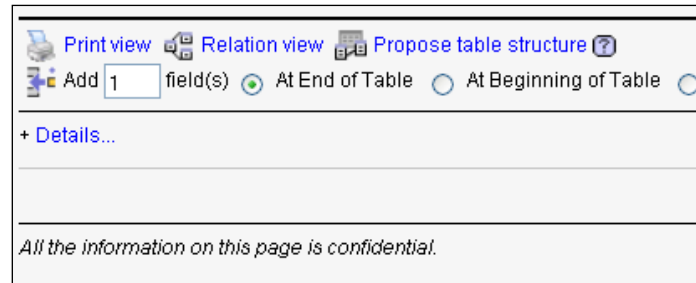 Print view Relation view Propose table structure ?
Add 1 field(s) At End of Table At Beginning of Table
+ Details...
All the information on this page is confidential.